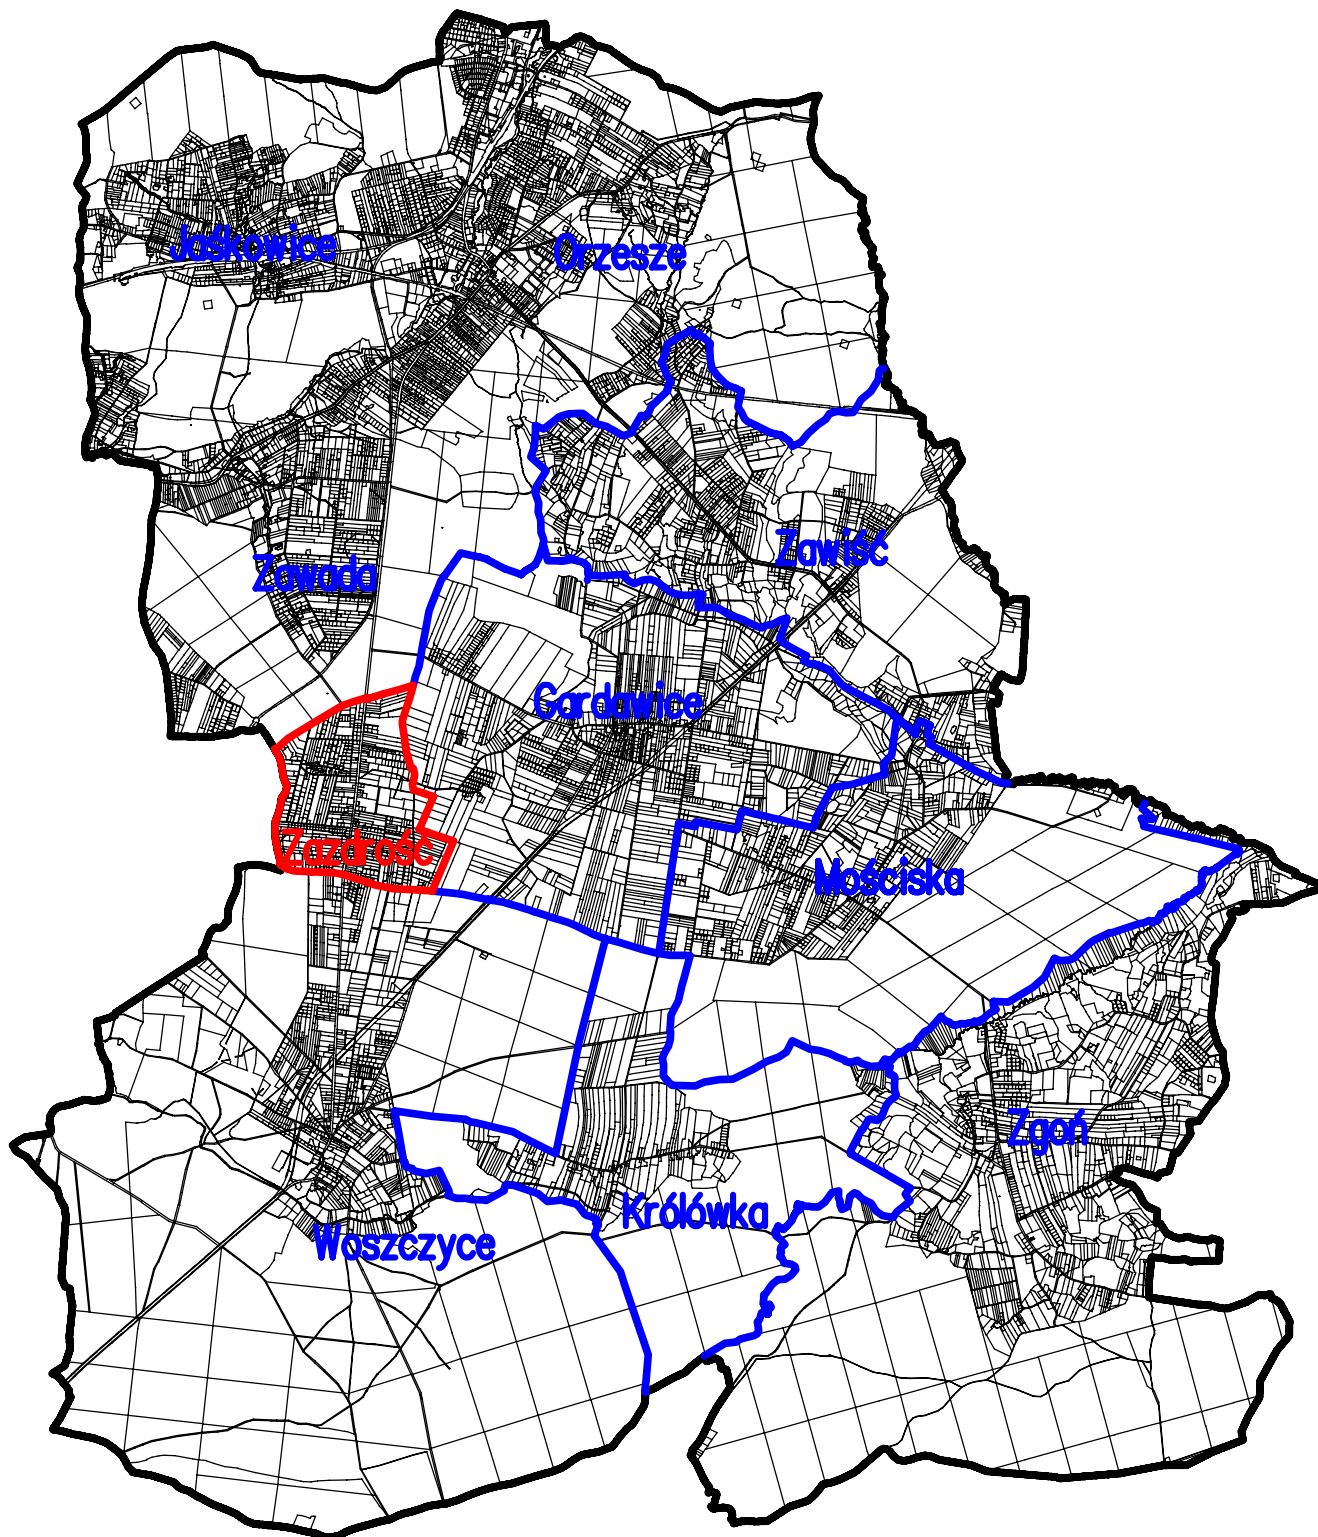 Jaśkowice
Orzesze
Zawiść
Zawada
Gardawice
Zazdrość
Mościska
Zgoń
Królówka
Woszczyce